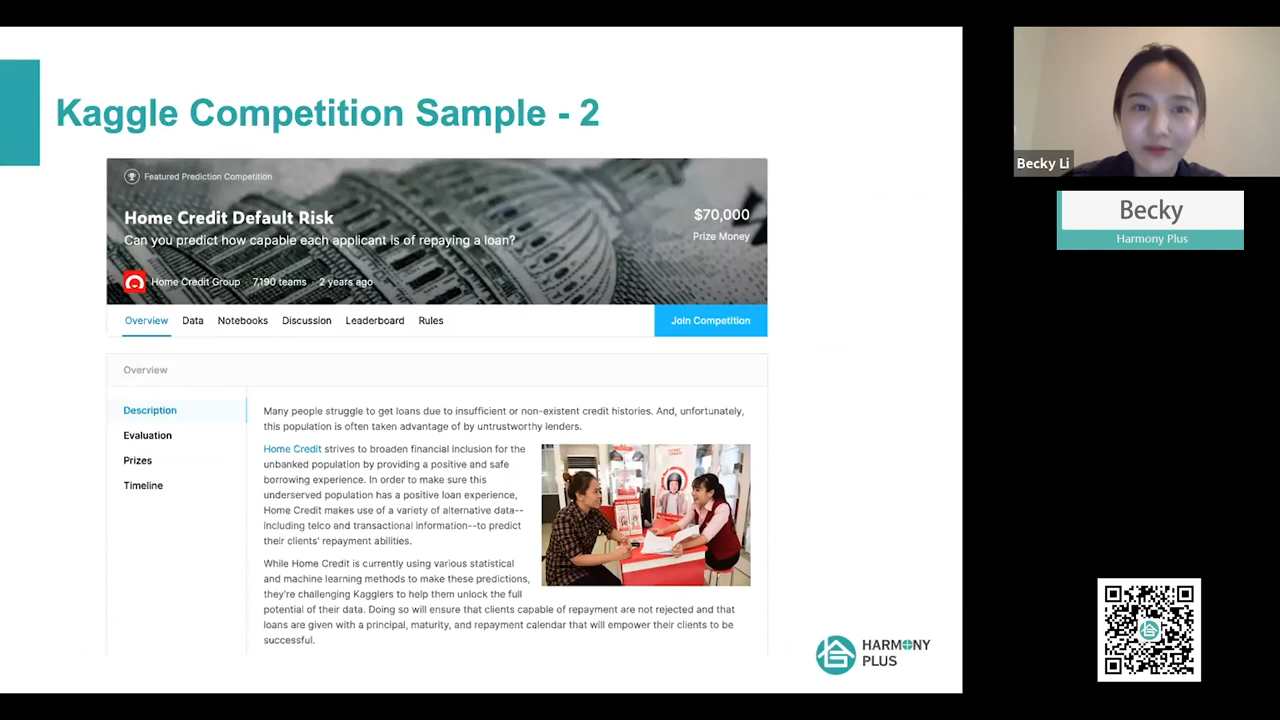 Kaggle Competition Sample - 2
Featured Prediction Competition
Home Credit Default Risk
Can you predict how capable each applicant is of repaying a loan?
$70,000
Prize Money
Home Credit Group · 7,190 teams · 2 years ago
Overview Data Notebooks Discussion Leaderboard Rules Join Competition
Overview
Description
Evaluation
Prizes
Timeline
Many people struggle to get loans due to insufficient or non-existent credit histories. And, unfortunately,
this population is often taken advantage of by untrustworthy lenders.
Home Credit strives to broaden financial inclusion for the
unbanked population by providing a positive and safe
borrowing experience. In order to make sure this
underserved population has a positive loan experience,
Home Credit makes use of a variety of alternative data--
including telco and transactional information--to predict
their clients' repayment abilities.
While Home Credit is currently using various statistical
and machine learning methods to make these predictions,
they're challenging Kagglers to help them unlock the full
potential of their data. Doing so will ensure that clients capable of repayment are not rejected and that
loans are given with a principal, maturity, and repayment calendar that will empower their clients to be
successful.
HARMONY
PLUS
Becky Li
Becky
Harmony Plus